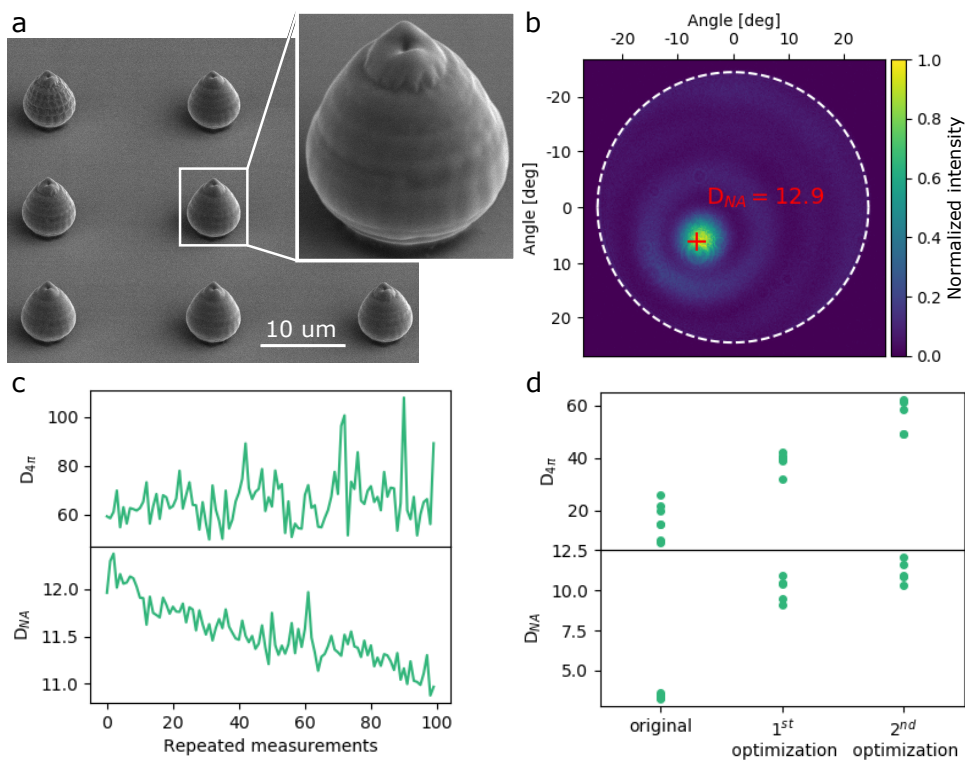 a
10 um
b
Angle [deg]
-20 -10 0 10 20
Angle [deg]
-20
-10
0
10
20
D_NA = 12.9
1.0
0.8
0.6
0.4
0.2
0.0
Normalized intensity
c
D_4π
100
80
60
D_NA
12.0
11.5
11.0
0 20 40 60 80 100
Repeated measurements
d
D_4π
60
40
20
D_NA
12.5
10.0
7.5
5.0
original
1^st
optimization
2^nd
optimization